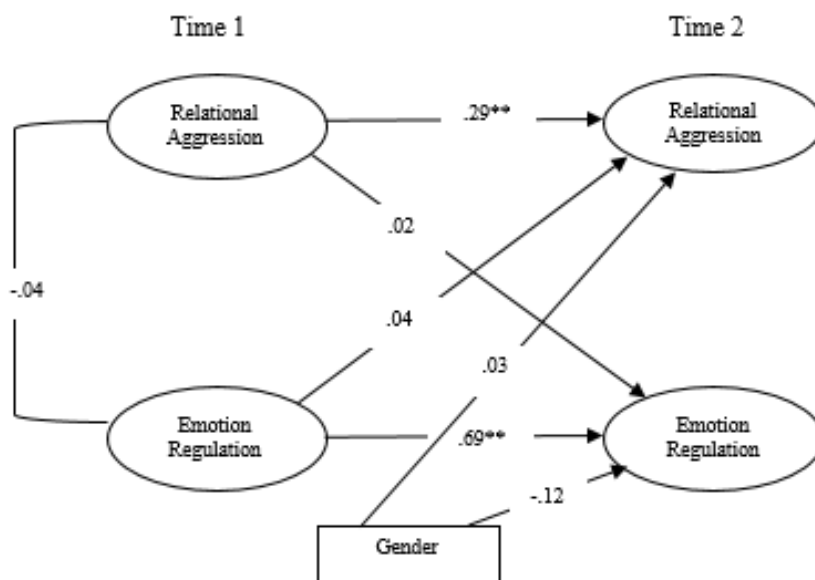 Time 1
Time 2
Relational
Aggression
.29**
Relational
Aggression
.02
-.04
.04
.03
Emotion
Regulation
.69**
Emotion
Regulation
-.12
Gender